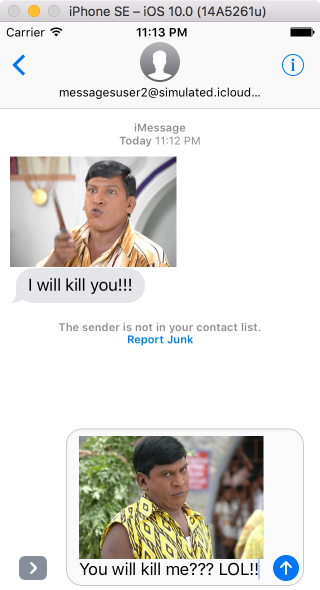 iPhone SE – iOS 10.0 (14A5261u)
Carrier 11:13 PM
messagesuser2@simulated.icloud...
iMessage
Today 11:12 PM
I will kill you!!!
The sender is not in your contact list.
Report Junk
You will kill me??? LOL!!